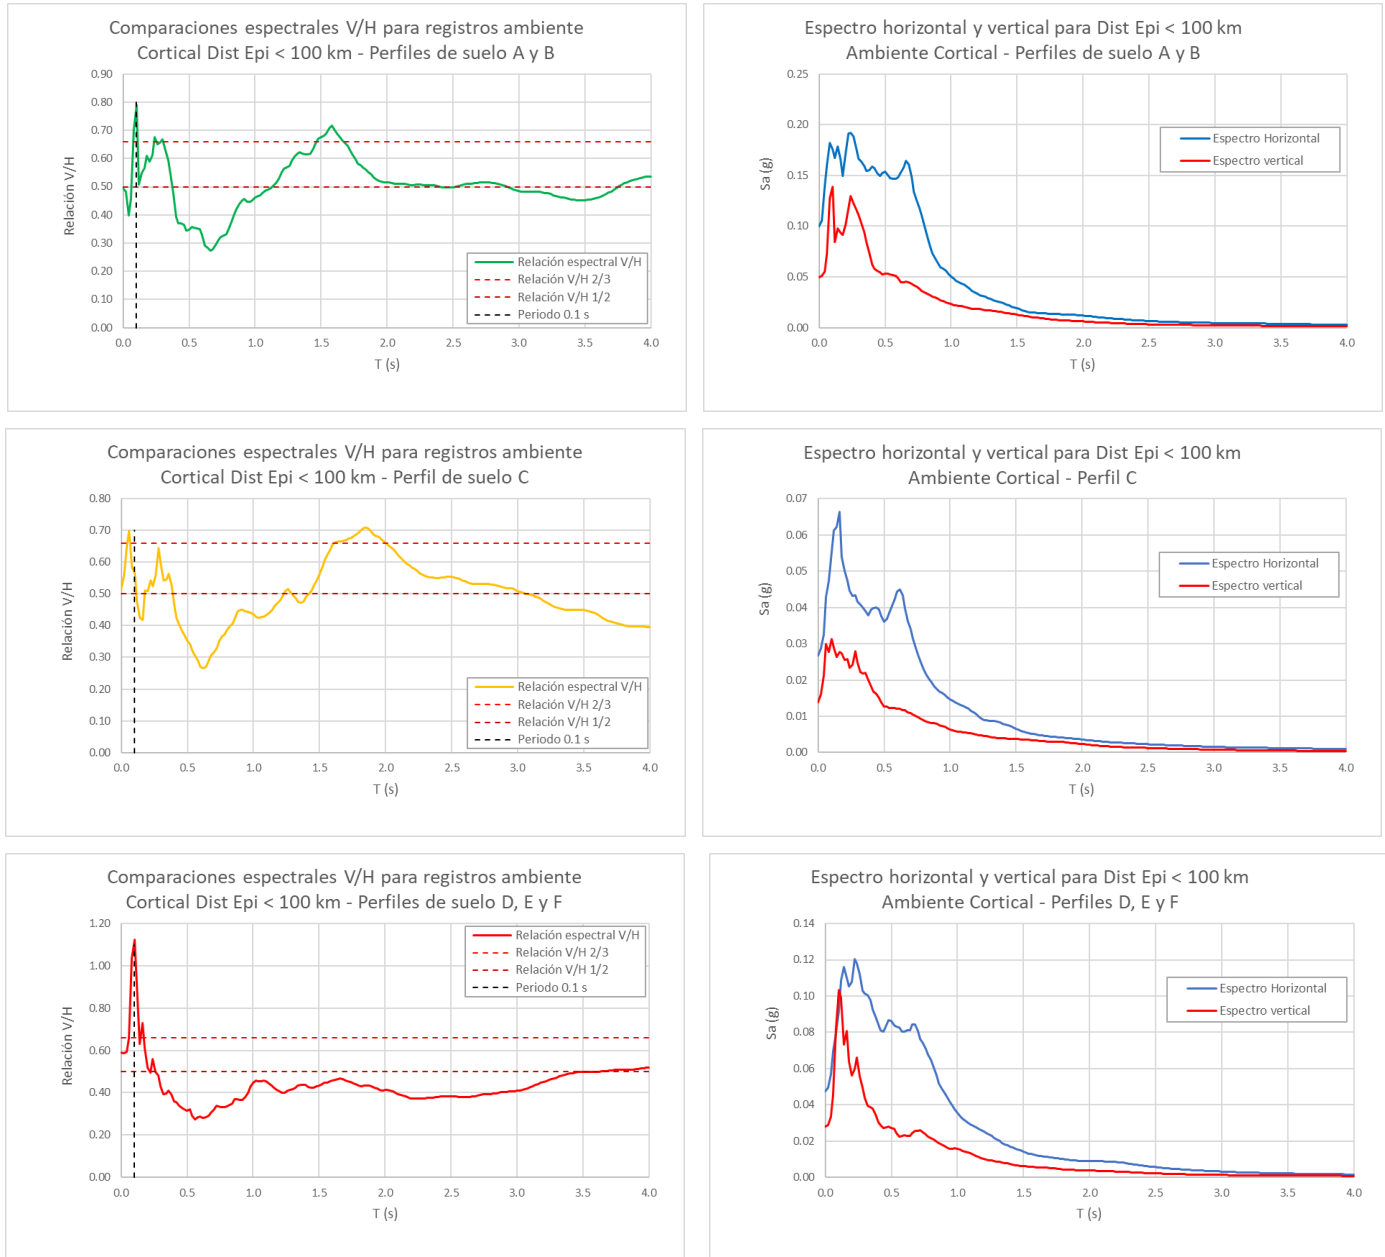 Comparaciones espectrales V/H para registros ambiente
Cortical Dist Epi < 100 km - Perfiles de suelo A y B
0.90
0.80
0.70
0.60
0.50
0.40
0.30
0.20
0.10
0.00
Relación V/H
Relación espectral V/H
Relación V/H 2/3
Relación V/H 1/2
Periodo 0.1 s
0.0 0.5 1.0 1.5 2.0 2.5 3.0 3.5 4.0
T (s)
Espectro horizontal y vertical para Dist Epi < 100 km
Ambiente Cortical - Perfiles de suelo A y B
0.25
0.20
0.15
0.10
0.05
0.00
Sa (g)
Espectro Horizontal
Espectro vertical
0.0 0.5 1.0 1.5 2.0 2.5 3.0 3.5 4.0
T (s)
Comparaciones espectrales V/H para registros ambiente
Cortical Dist Epi < 100 km - Perfil de suelo C
0.80
0.70
0.60
0.50
0.40
0.30
0.20
0.10
0.00
Relación V/H
Relación espectral V/H
Relación V/H 2/3
Relación V/H 1/2
Periodo 0.1 s
0.0 0.5 1.0 1.5 2.0 2.5 3.0 3.5 4.0
T (s)
Espectro horizontal y vertical para Dist Epi < 100 km
Ambiente Cortical - Perfil C
0.07
0.06
0.05
0.04
0.03
0.02
0.01
0.00
Sa (g)
Espectro Horizontal
Espectro vertical
0.0 0.5 1.0 1.5 2.0 2.5 3.0 3.5 4.0
T (s)
Comparaciones espectrales V/H para registros ambiente
Cortical Dist Epi < 100 km - Perfiles de suelo D, E y F
1.20
1.00
0.80
0.60
0.40
0.20
0.00
Relación V/H
Relación espectral V/H
Relación V/H 2/3
Relación V/H 1/2
Periodo 0.1 s
0.0 0.5 1.0 1.5 2.0 2.5 3.0 3.5 4.0
T (s)
Espectro horizontal y vertical para Dist Epi < 100 km
Ambiente Cortical - Perfiles D, E y F
0.14
0.12
0.10
0.08
0.06
0.04
0.02
0.00
Sa (g)
Espectro Horizontal
Espectro vertical
0.0 0.5 1.0 1.5 2.0 2.5 3.0 3.5 4.0
T (s)